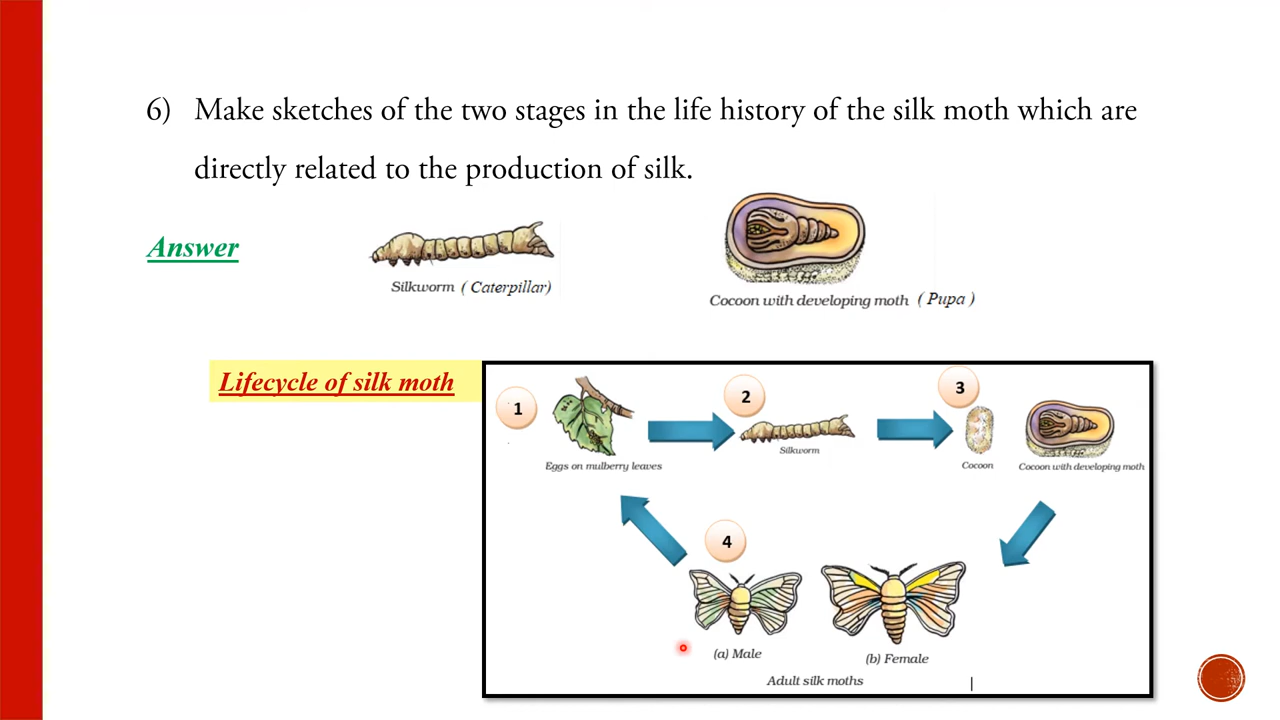 6) Make sketches of the two stages in the life history of the silk moth which are
directly related to the production of silk.
Answer
Silkworm ( Caterpillar)
Cocoon with developing moth ( Pupa )
Lifecycle of silk moth
1
2
3
Eggs on mulberry leaves
Silkworm
Cocoon
Cocoon with developing moth
4
(a) Male
(b) Female
Adult silk moths